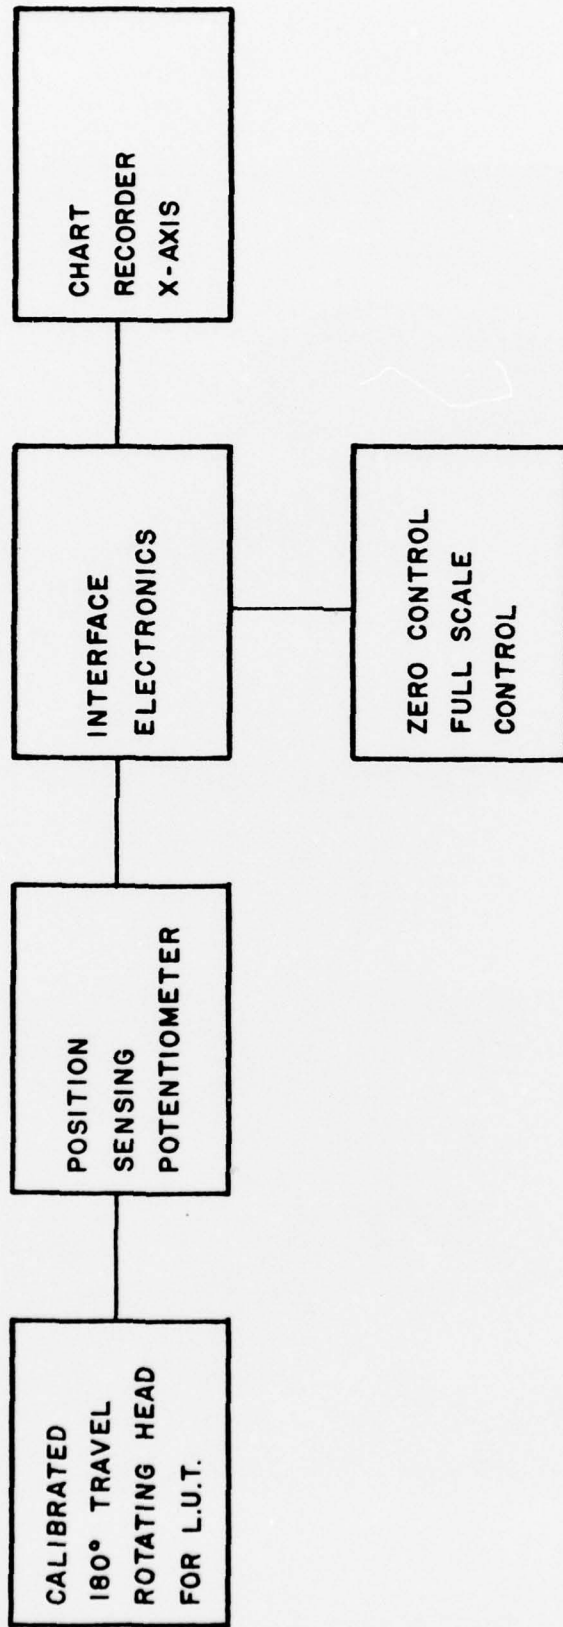 CALIBRATED
180° TRAVEL
ROTATING HEAD
FOR L.U.T.
POSITION
SENSING
POTENTIOMETER
INTERFACE
ELECTRONICS
CHART
RECORDER
X-AXIS
ZERO CONTROL
FULL SCALE
CONTROL